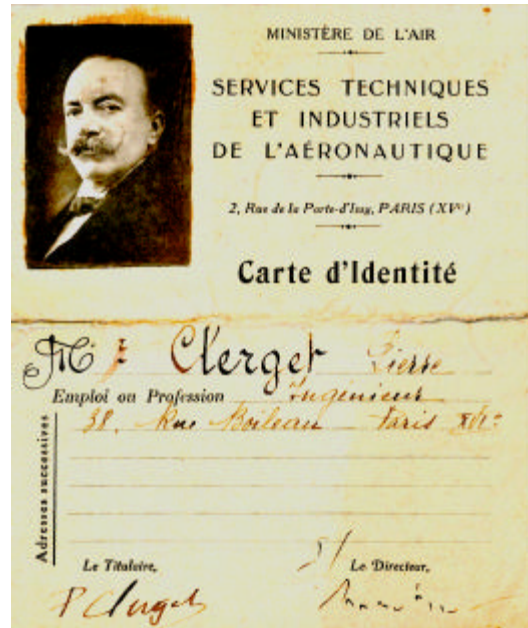 MINISTÈRE DE L'AIR
SERVICES TECHNIQUES
ET INDUSTRIELS
DE L'AÉRONAUTIQUE
2, Rue de la Porte-d'Issy, PARIS (XVᵉ)
Carte d'Identité
M Clerget Pierre
Emploi ou Profession Ingénieur
38. Rue Boileau Paris XVIᵉ
Adresses successives
Le Titulaire, Le Directeur,
P Clerget